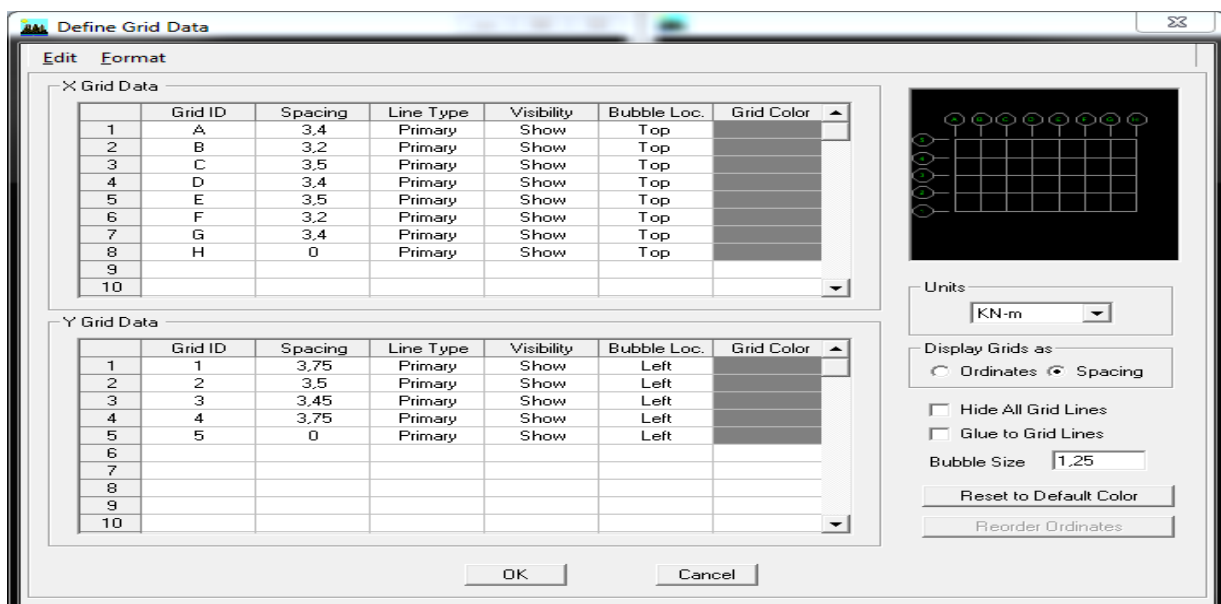 Define Grid Data
Edit Format
X Grid Data
Grid ID Spacing Line Type Visibility Bubble Loc. Grid Color
1 A 3,4 Primary Show Top
2 B 3,2 Primary Show Top
3 C 3,5 Primary Show Top
4 D 3,4 Primary Show Top
5 E 3,5 Primary Show Top
6 F 3,2 Primary Show Top
7 G 3,4 Primary Show Top
8 H 0 Primary Show Top
9
10
Y Grid Data
Grid ID Spacing Line Type Visibility Bubble Loc. Grid Color
1 1 3,75 Primary Show Left
2 2 3,5 Primary Show Left
3 3 3,45 Primary Show Left
4 4 3,75 Primary Show Left
5 5 0 Primary Show Left
6
7
8
9
10
Units
KN-m
Display Grids as
Ordinates Spacing
Hide All Grid Lines
Glue to Grid Lines
Bubble Size 1,25
Reset to Default Color
Reorder Ordinates
OK Cancel